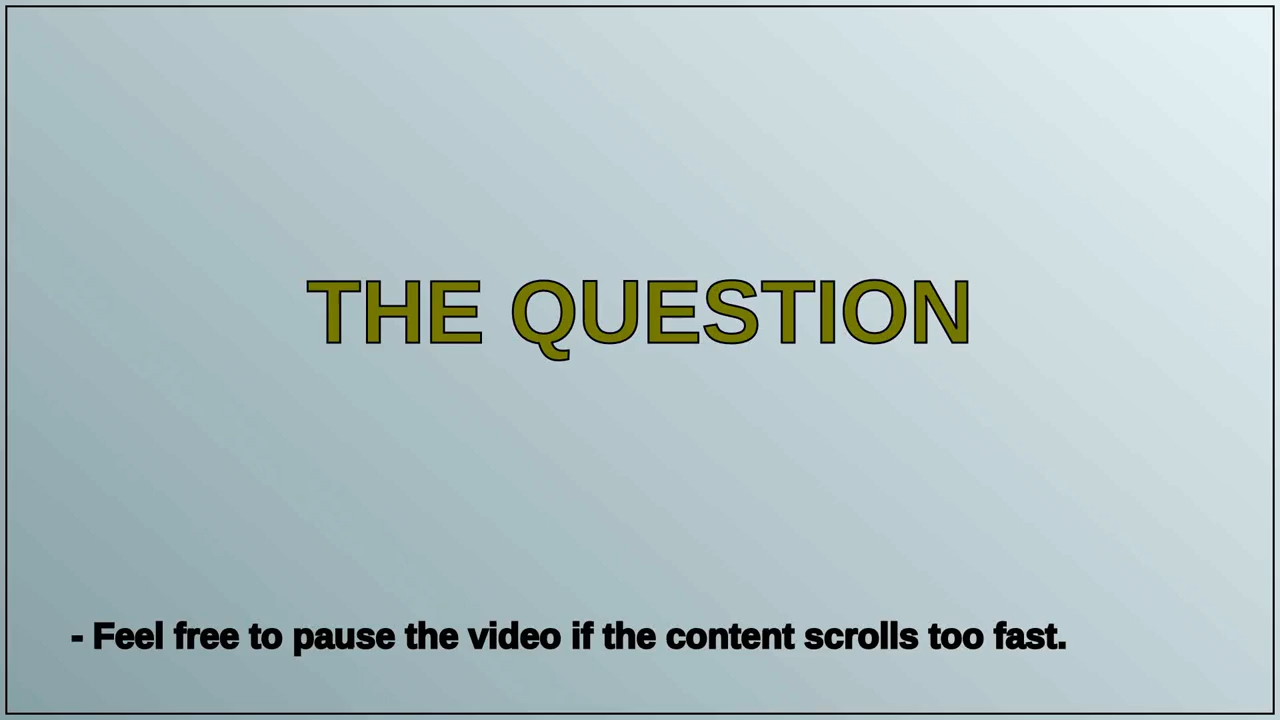 THE QUESTION
- Feel free to pause the video if the content scrolls too fast.